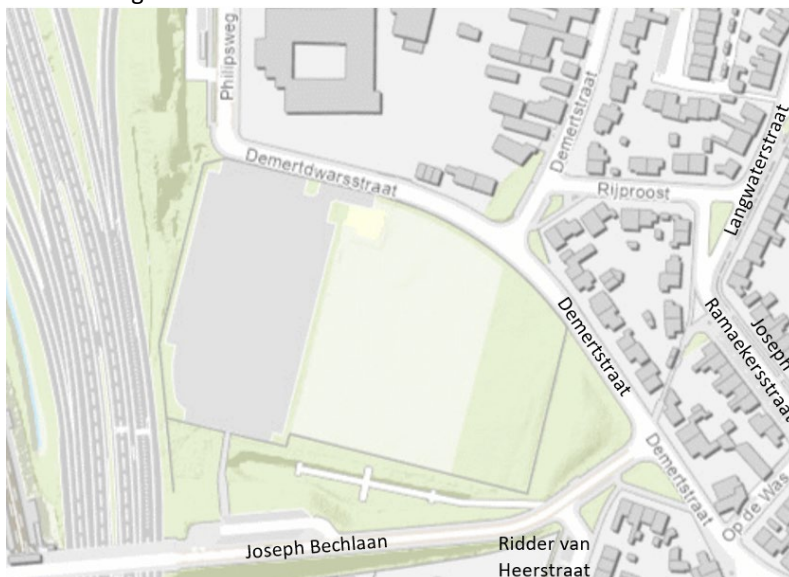 Philipsweg
Demertstraat
Langwaterstraat
Demertdwarsstraat
Rijproost
Demertstraat
Joseph
Ramaekersstraat
Demertstraat
Op de Was
Joseph Bechlaan
Ridder van
Heerstraat